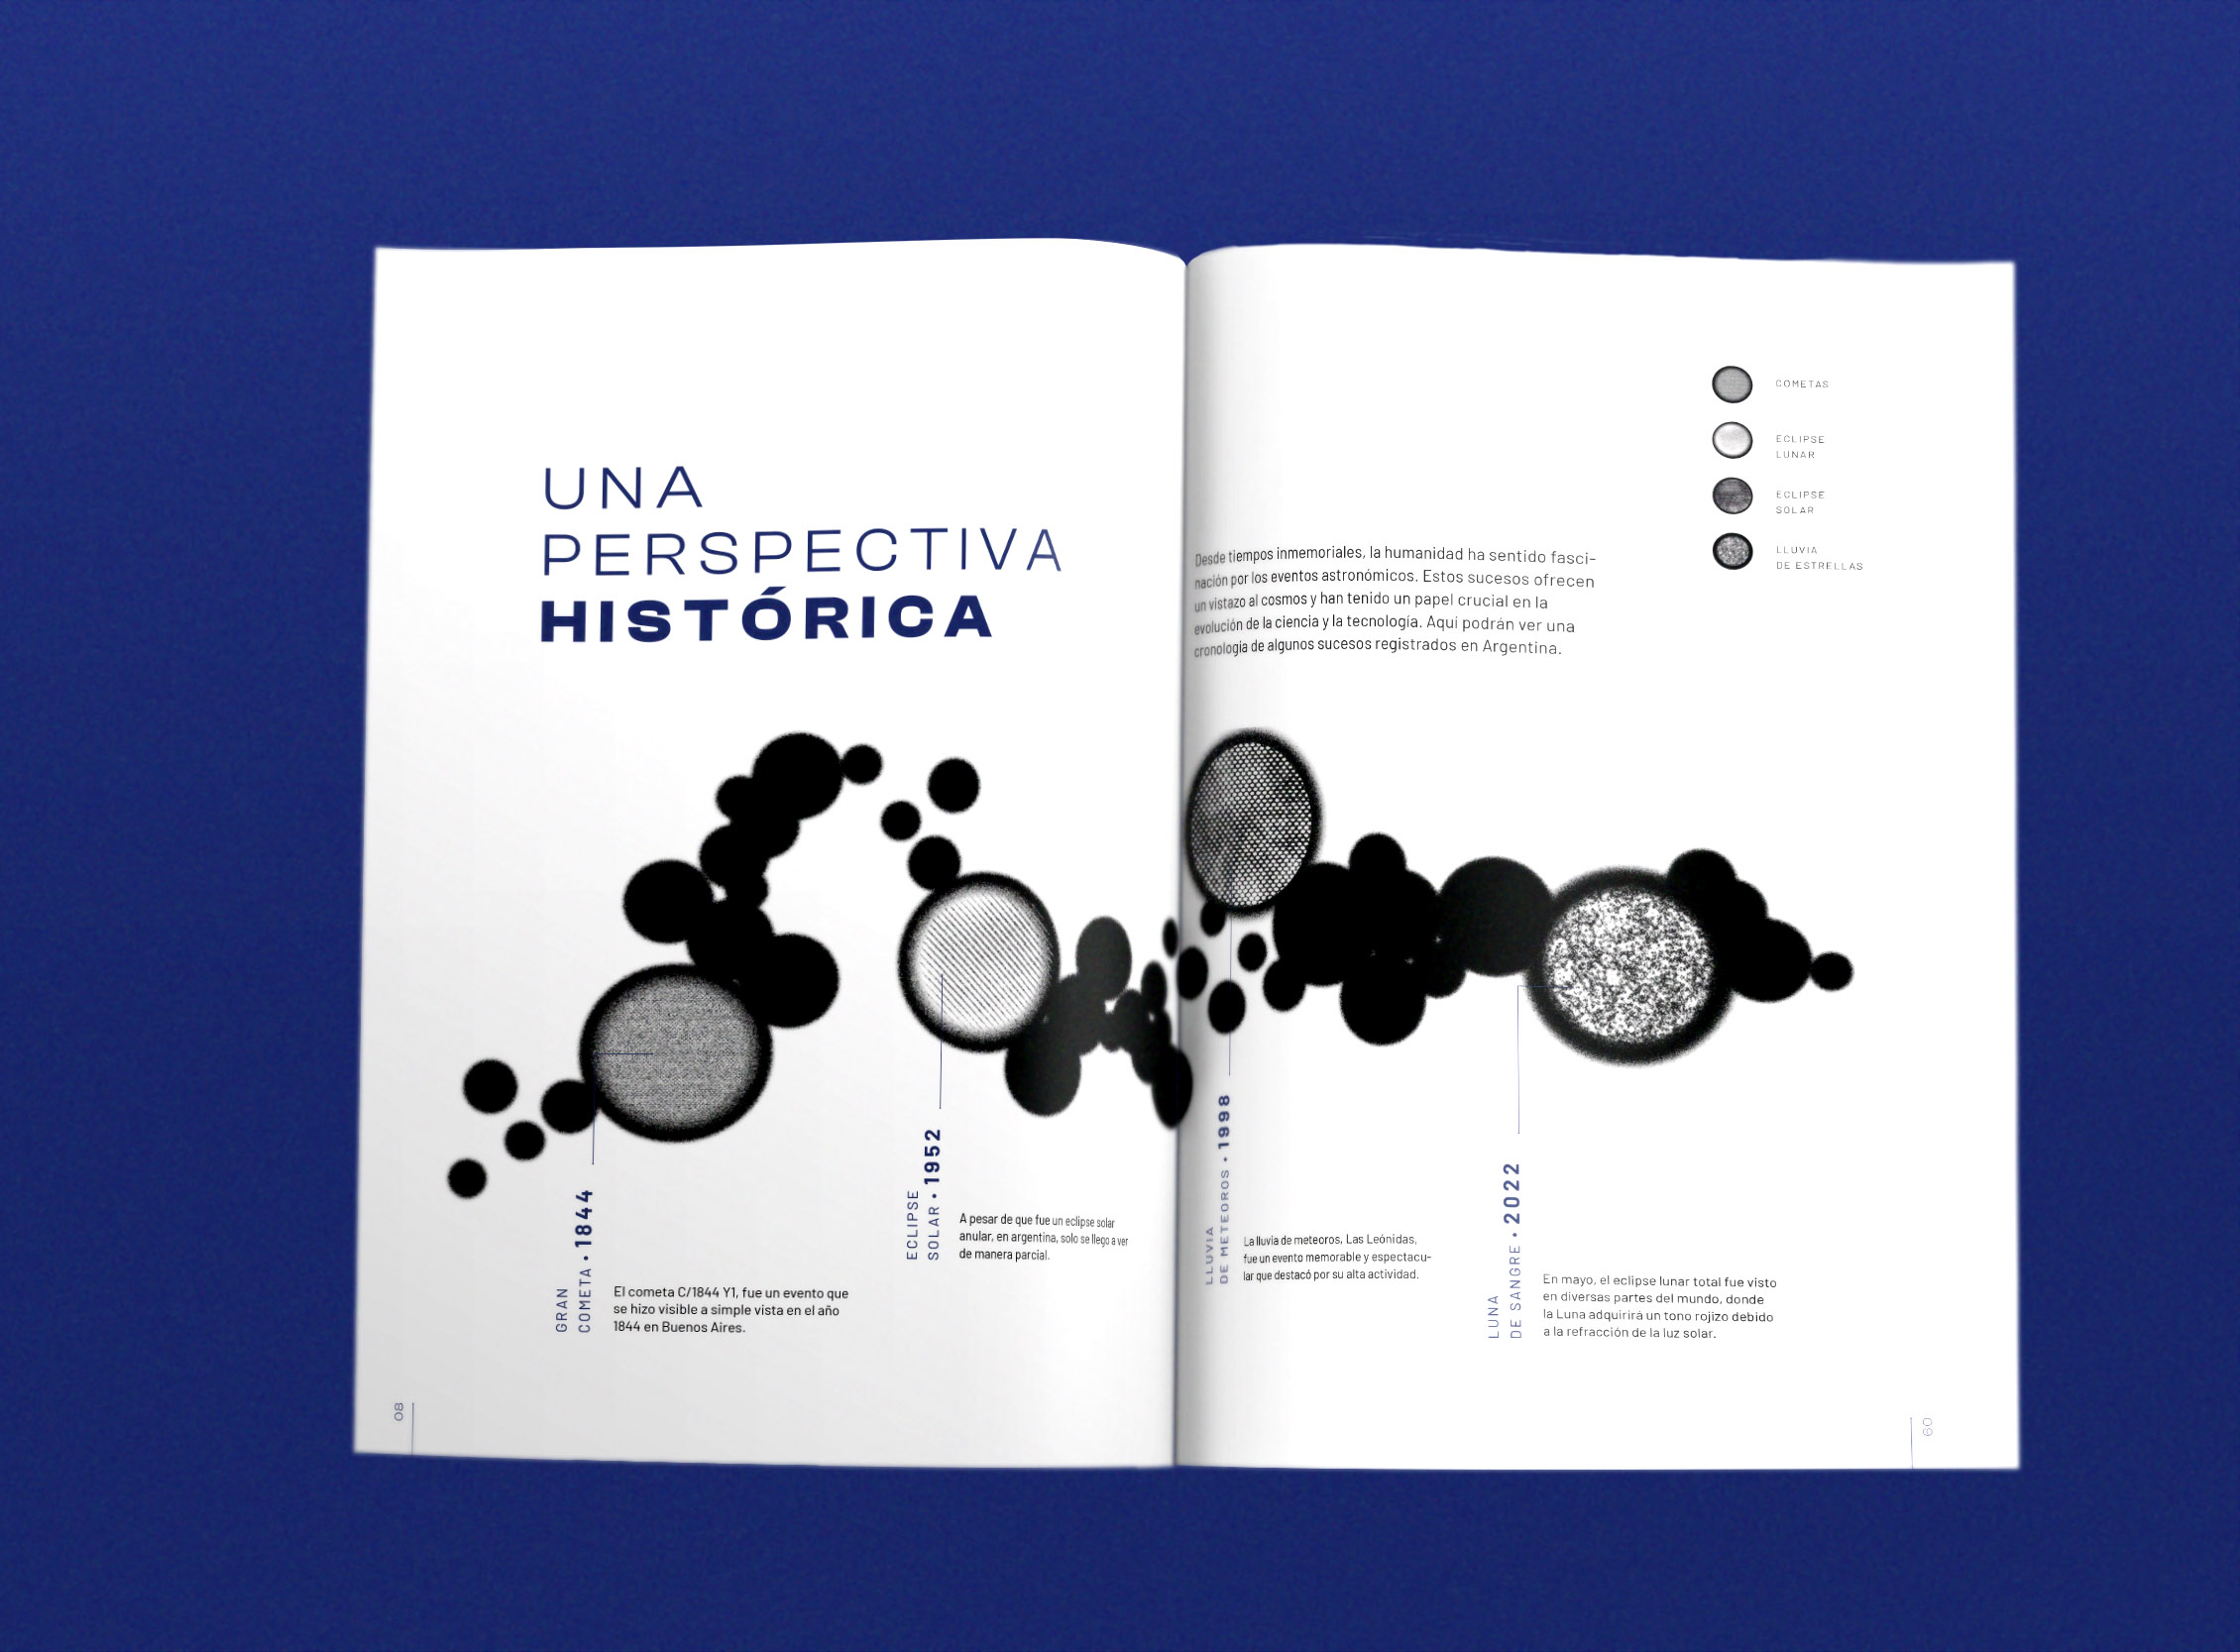 UNA
PERSPECTIVA
HISTÓRICA
GRAN
COMETA • 1844
El cometa C/1844 Y1, fue un evento que
se hizo visible a simple vista en el año
1844 en Buenos Aires.
ECLIPSE
SOLAR • 1952
A pesar de que fue un eclipse solar
anular, en argentina, solo se llego a ver
de manera parcial.
08
COMETAS
ECLIPSE
LUNAR
ECLIPSE
SOLAR
LLUVIA
DE ESTRELLAS
Desde tiempos inmemoriales, la humanidad ha sentido fasci-
nación por los eventos astronómicos. Estos sucesos ofrecen
un vistazo al cosmos y han tenido un papel crucial en la
evolución de la ciencia y la tecnología. Aquí podrán ver una
cronología de algunos sucesos registrados en Argentina.
LLUVIA
DE METEOROS • 1998
La lluvia de meteoros, Las Leónidas,
fue un evento memorable y espectacu-
lar que destacó por su alta actividad.
LUNA
DE SANGRE • 2022
En mayo, el eclipse lunar total fue visto
en diversas partes del mundo, donde
la Luna adquirirá un tono rojizo debido
a la refracción de la luz solar.
09